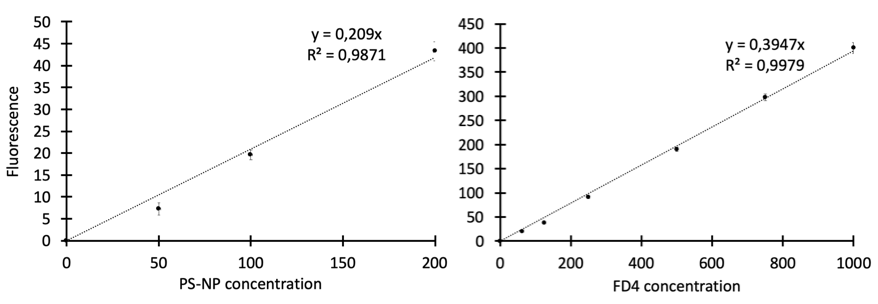 50
45
40
35
30
25
20
15
10
5
0
Fluorescence
y = 0,209x
R² = 0,9871
0 50 100 150 200
PS-NP concentration
450
400
350
300
250
200
150
100
50
0
y = 0,3947x
R² = 0,9979
0 200 400 600 800 1000
FD4 concentration